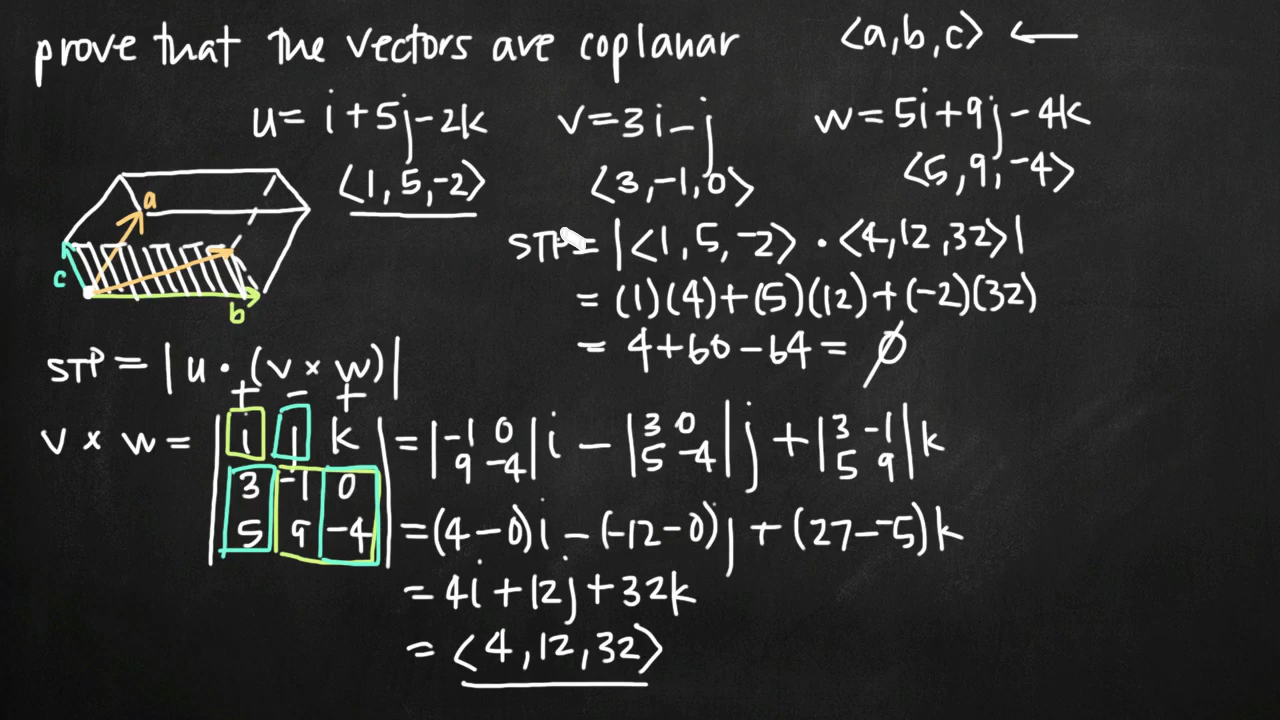 prove that the vectors are coplanar
<a,b,c> ←
u= i+5j-2k
v=3i-j
w=5i+9j-4k
<1,5,-2>
<3,-1,0>
<5,9,-4>
a
c
b
STP= |<1,5,-2> · <4,12,32>|
= (1)(4)+(5)(12)+(-2)(32)
= 4+60-64= 0
STP = |u · (v × w)|
+ - +
v × w = |i j k| = |-1 0| i - |3 0| j + |3 -1| k
|3 -1 0| |9 -4| |5 -4| |5 9|
|5 9 -4| =(4-0)i-(-12-0)j+(27--5)k
= 4i+12j+32k
= <4,12,32>